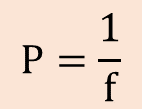 P = 1/f